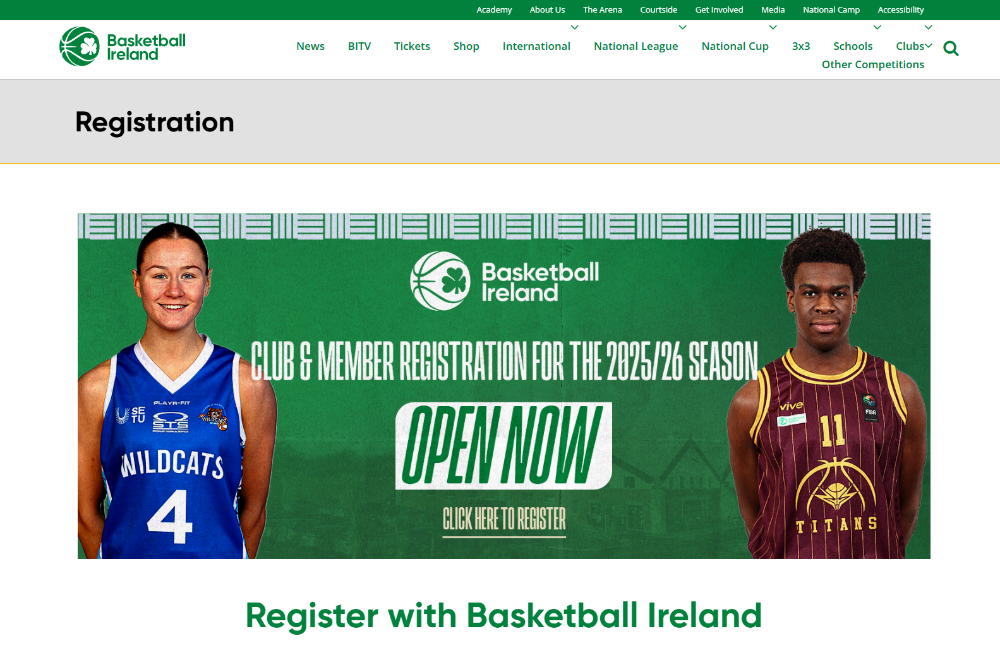 Academy About Us The Arena Courtside Get Involved Media National Camp Accessibility
Basketball
Ireland
News BITV Tickets Shop International National League National Cup 3x3 Schools Clubs
Other Competitions
Registration
Basketball
Ireland
CLUB & MEMBER REGISTRATION FOR THE 2025/26 SEASON
OPEN NOW
CLICK HERE TO REGISTER
PLAYR-FIT
SE
TU
STS
SPECIALIST TECHNICAL SERVICES
WILDCATS
WILDCATS
4
vive
FIBA
11
TITANS
Register with Basketball Ireland